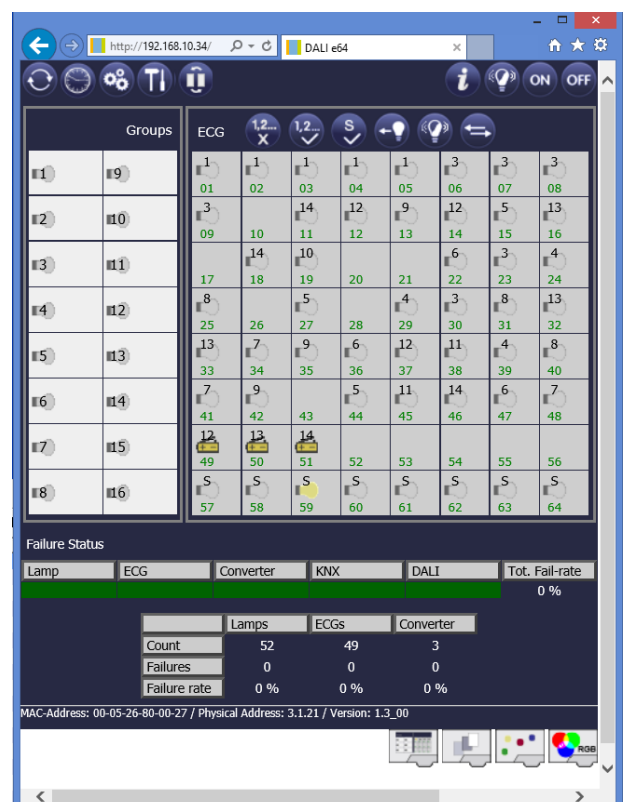 http://192.168.10.34/ DALI e64
i ON OFF
Groups ECG 1,2... X 1,2... S
1 9 1 1 1 1 1 3 3 3
01 02 03 04 05 06 07 08
2 10 3 14 12 9 12 5 13
09 10 11 12 13 14 15 16
3 11 14 10 6 3 4
17 18 19 20 21 22 23 24
4 12 8 5 4 3 8 13
25 26 27 28 29 30 31 32
5 13 13 7 9 6 12 11 4 8
33 34 35 36 37 38 39 40
6 14 7 9 5 11 14 6 7
41 42 43 44 45 46 47 48
7 15 12 13 14
49 50 51 52 53 54 55 56
8 16 S S S S S S S S
57 58 59 60 61 62 63 64
Failure Status
Lamp ECG Converter KNX DALI Tot. Fail-rate
0 %
Lamps ECGs Converter
Count 52 49 3
Failures 0 0 0
Failure rate 0 % 0 % 0 %
MAC-Address: 00-05-26-80-00-27 / Physical Address: 3.1.21 / Version: 1.3_00
RGB